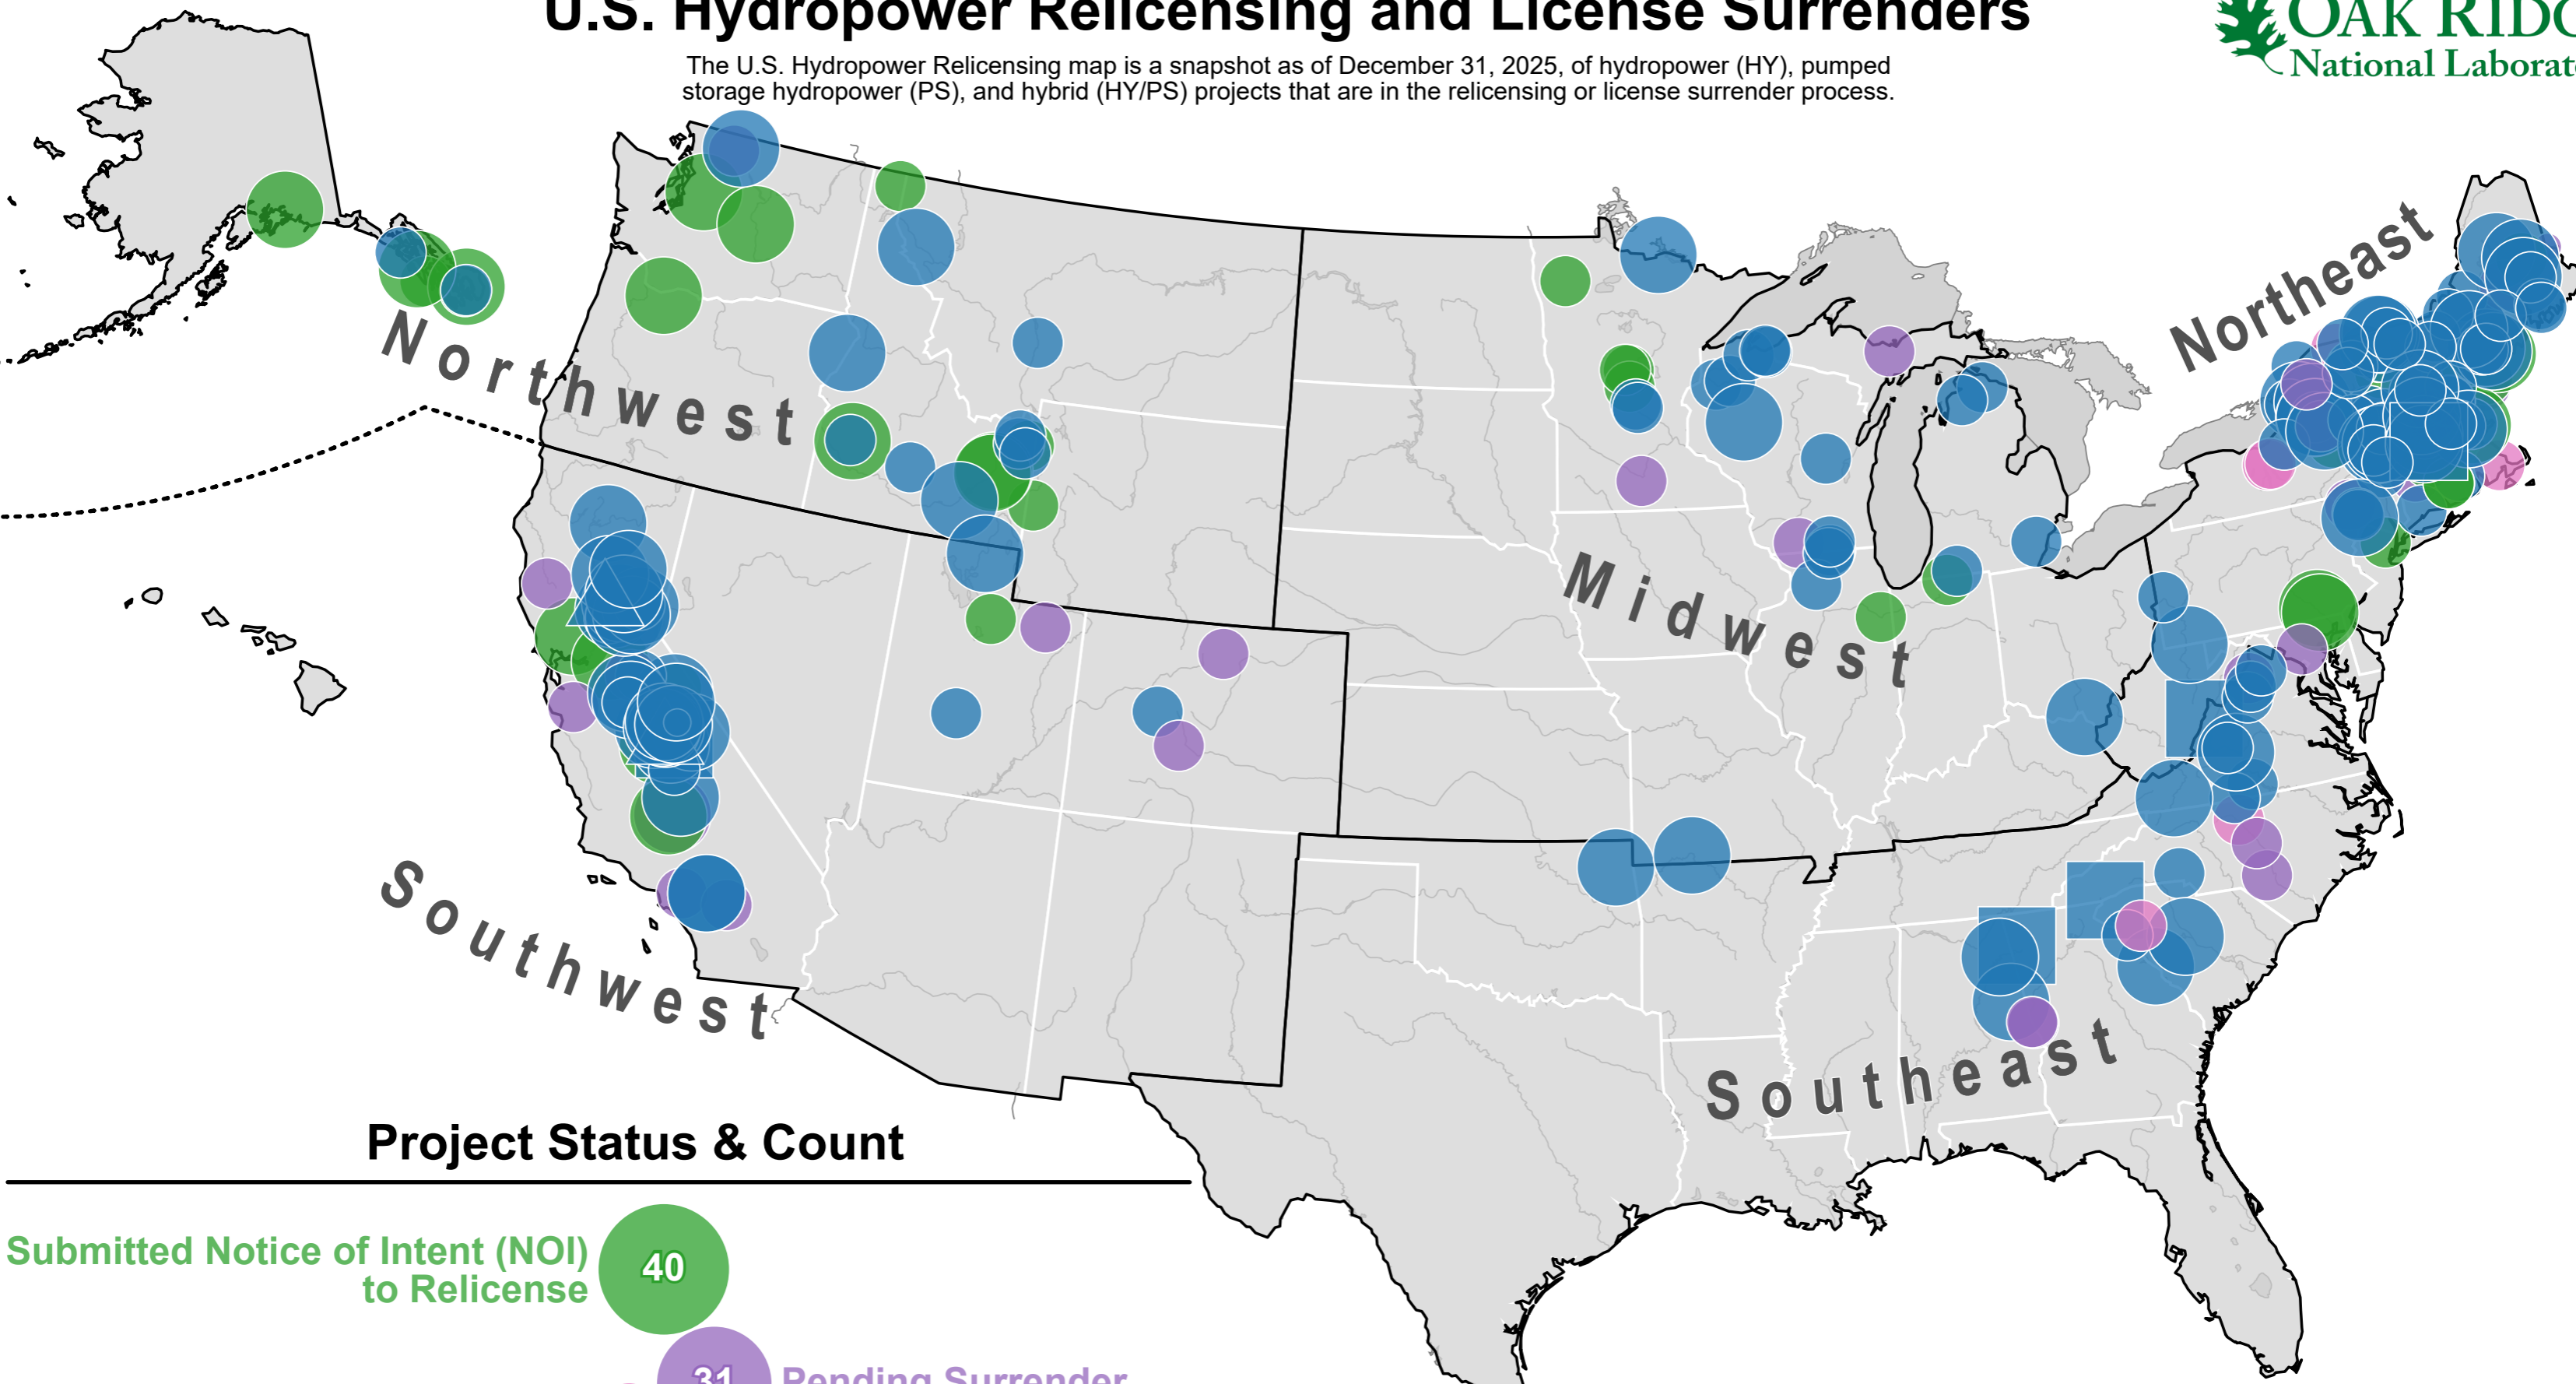 U.S. Hydropower Relicensing and License Surrenders
The U.S. Hydropower Relicensing map is a snapshot as of December 31, 2025, of hydropower (HY), pumped
storage hydropower (PS), and hybrid (HY/PS) projects that are in the relicensing or license surrender process.
OAK RIDG
National Laborat
Northwest
Northeast
Midwest
Southwest
Southeast
Project Status & Count
Submitted Notice of Intent (NOI)
to Relicense
40
31
Pending Surrender